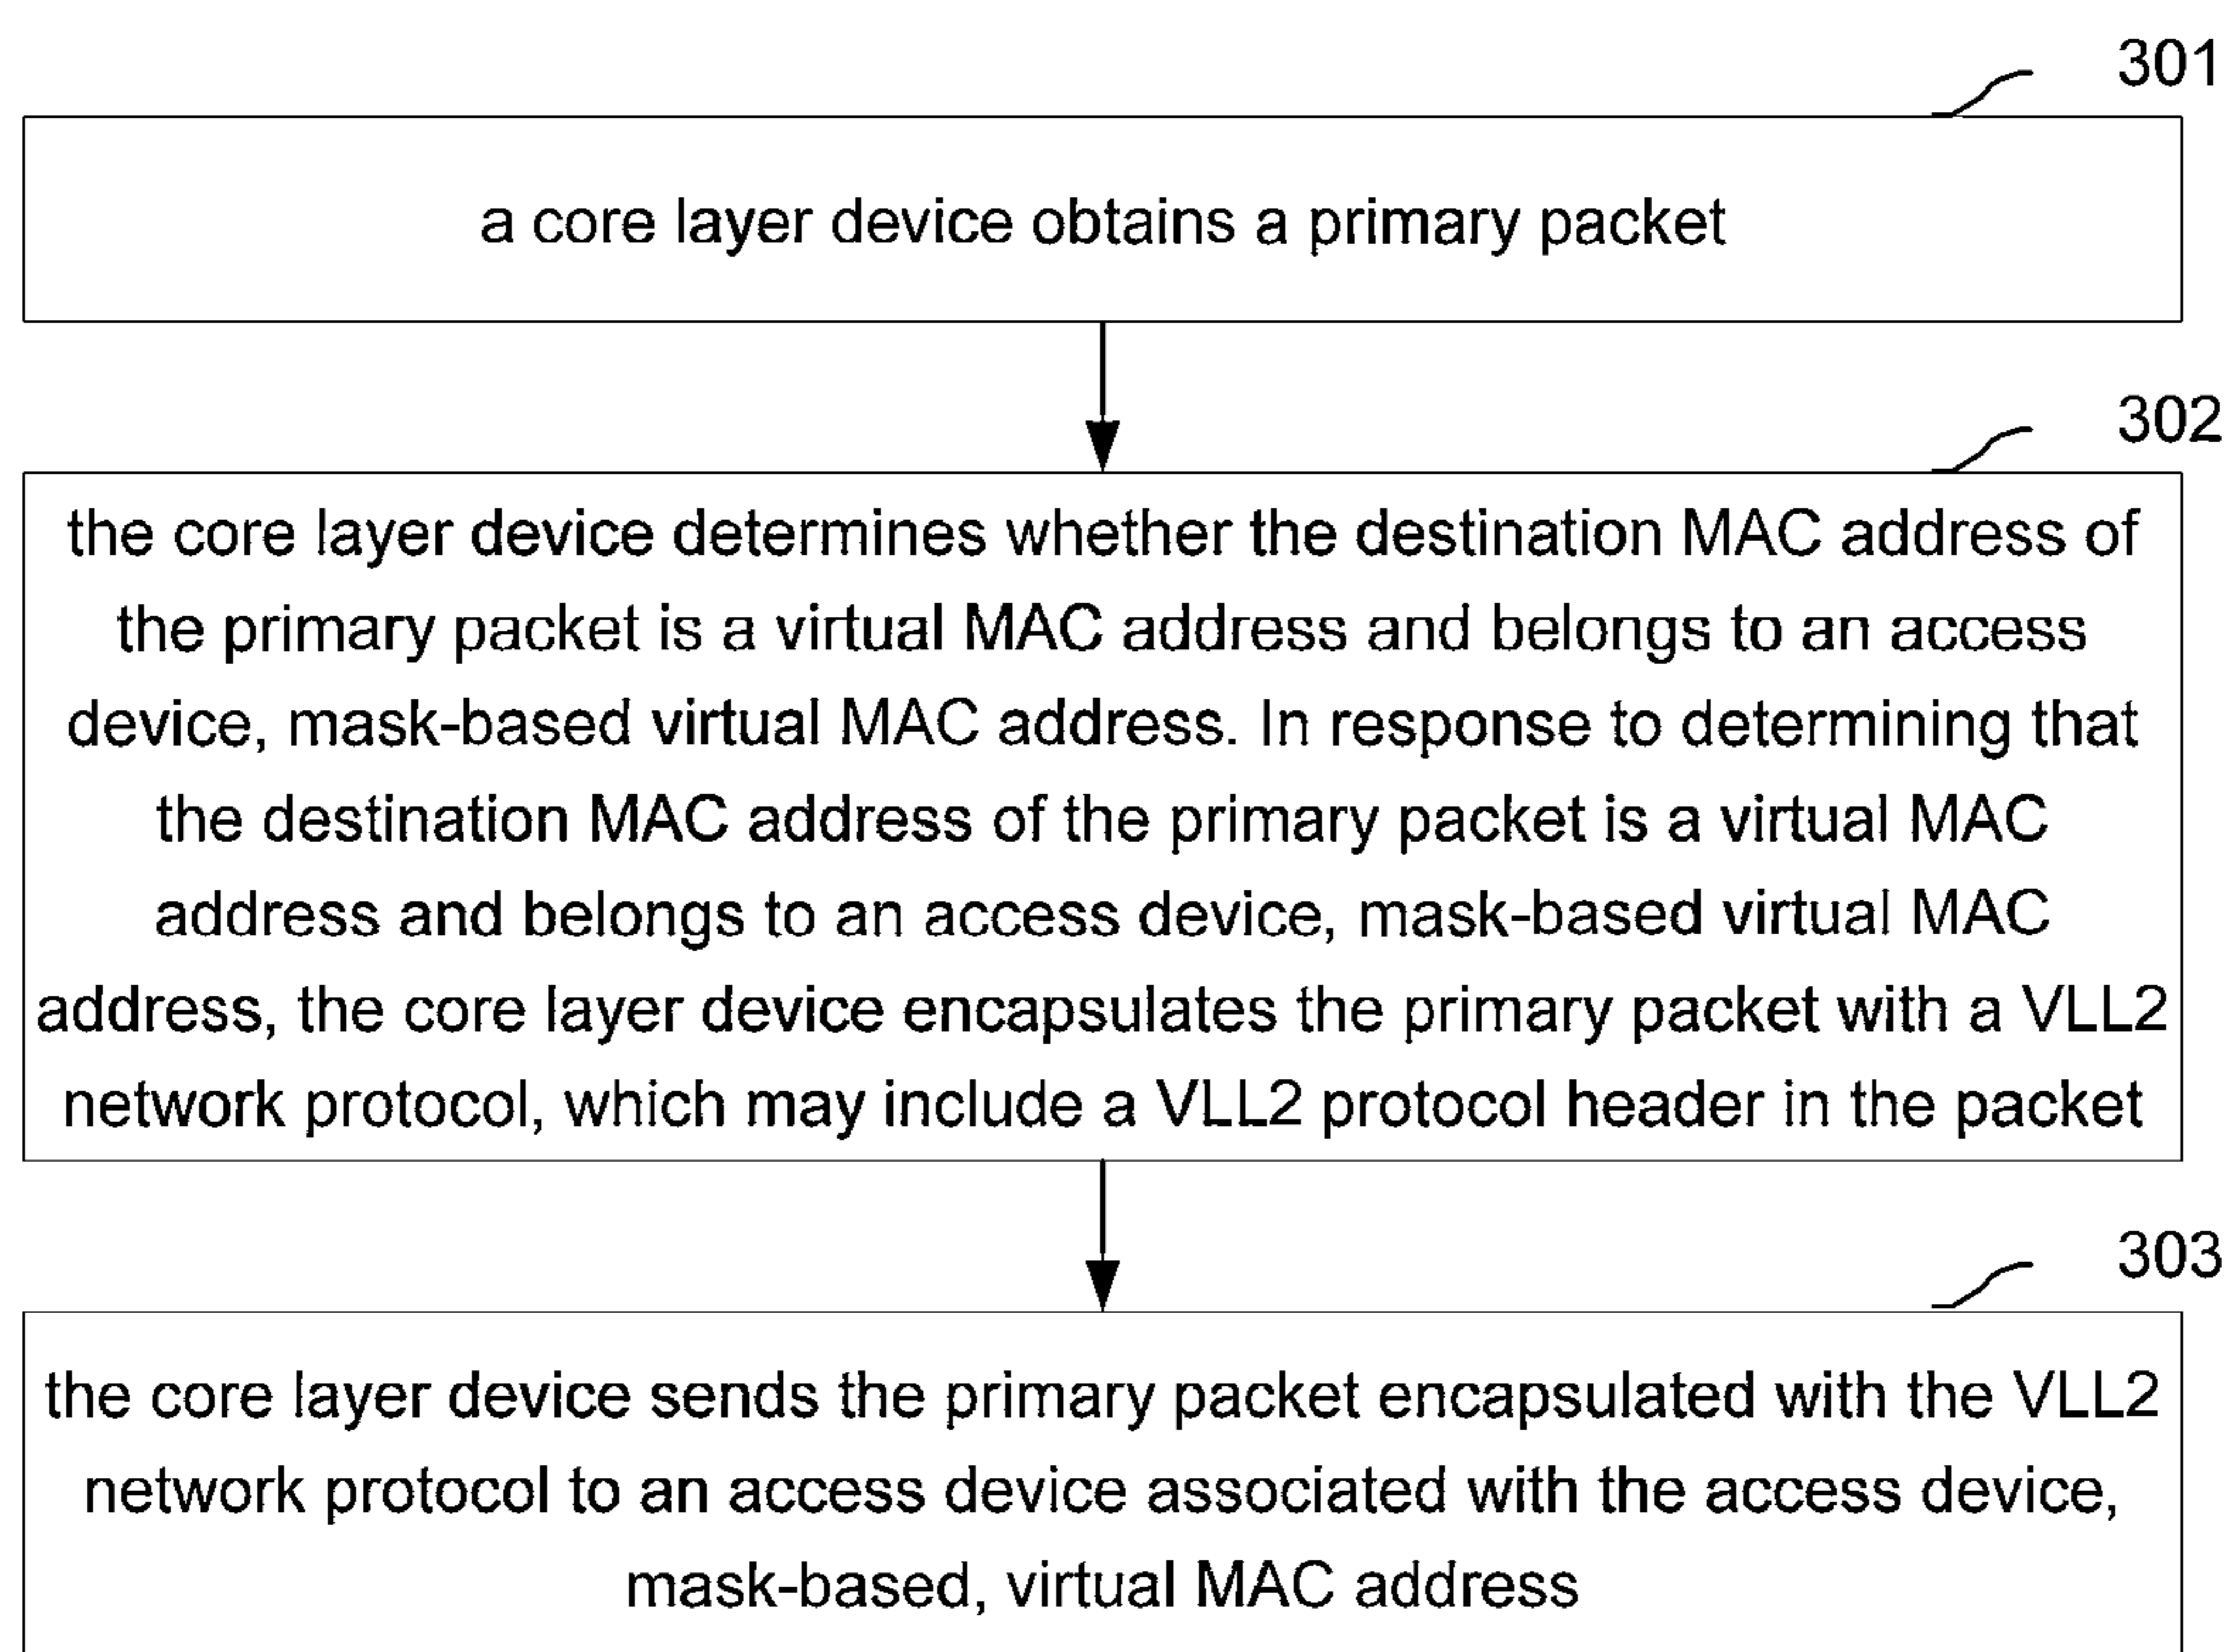 301
a core layer device obtains a primary packet
302
the core layer device determines whether the destination MAC address of
the primary packet is a virtual MAC address and belongs to an access
device, mask-based virtual MAC address. In response to determining that
the destination MAC address of the primary packet is a virtual MAC
address and belongs to an access device, mask-based virtual MAC
address, the core layer device encapsulates the primary packet with a VLL2
network protocol, which may include a VLL2 protocol header in the packet
303
the core layer device sends the primary packet encapsulated with the VLL2
network protocol to an access device associated with the access device,
mask-based, virtual MAC address